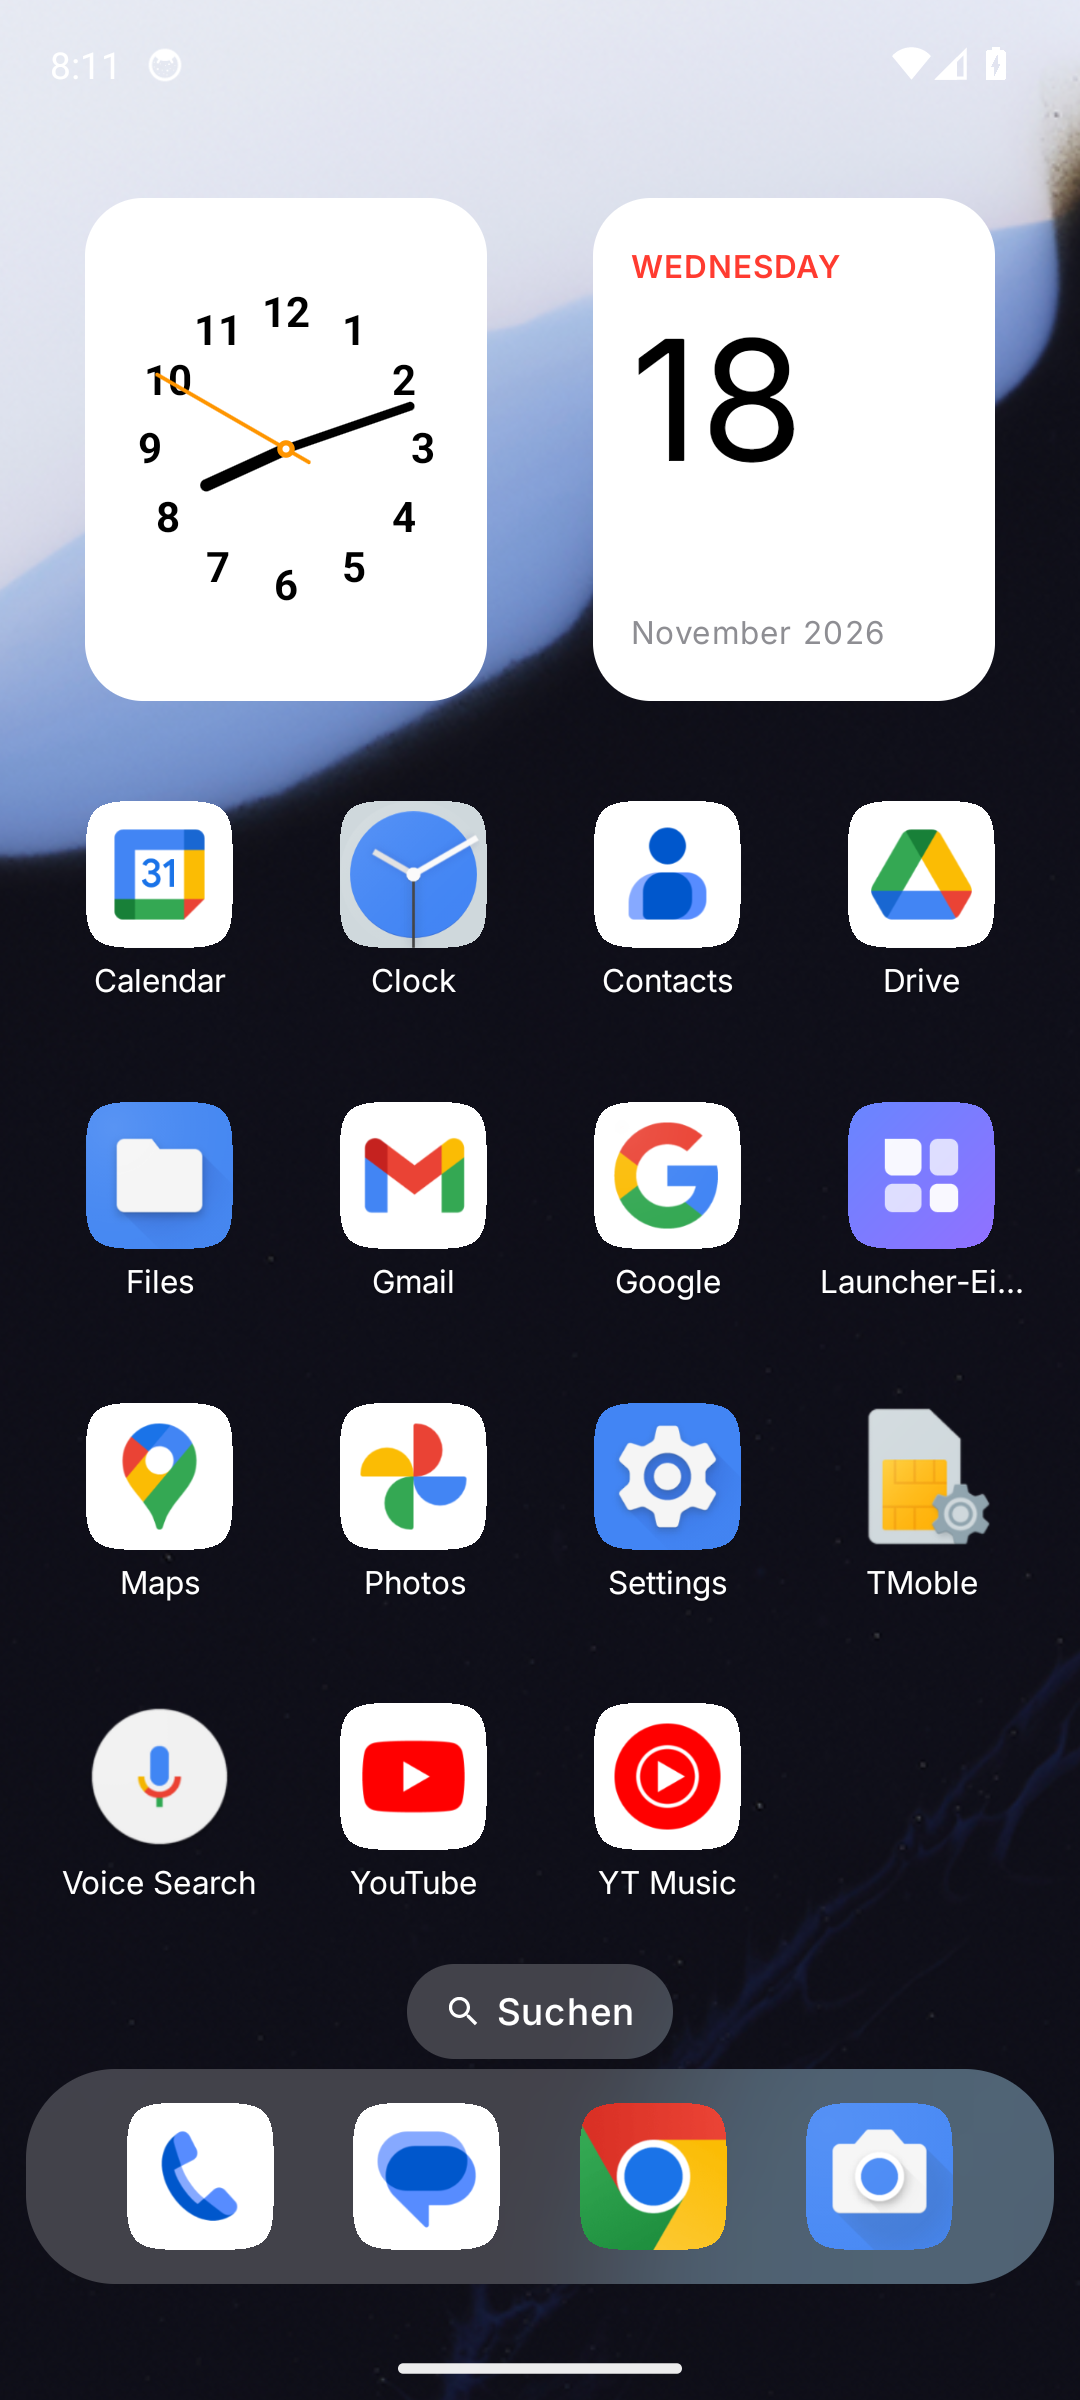 8:11
12
11
1
10
2
9
3
8
4
7
5
6
WEDNESDAY
18
November 2026
31
Calendar
Clock
Contacts
Drive
Files
Gmail
Google
Launcher-Ei...
Maps
Photos
Settings
TMoble
Voice Search
YouTube
YT Music
Suchen